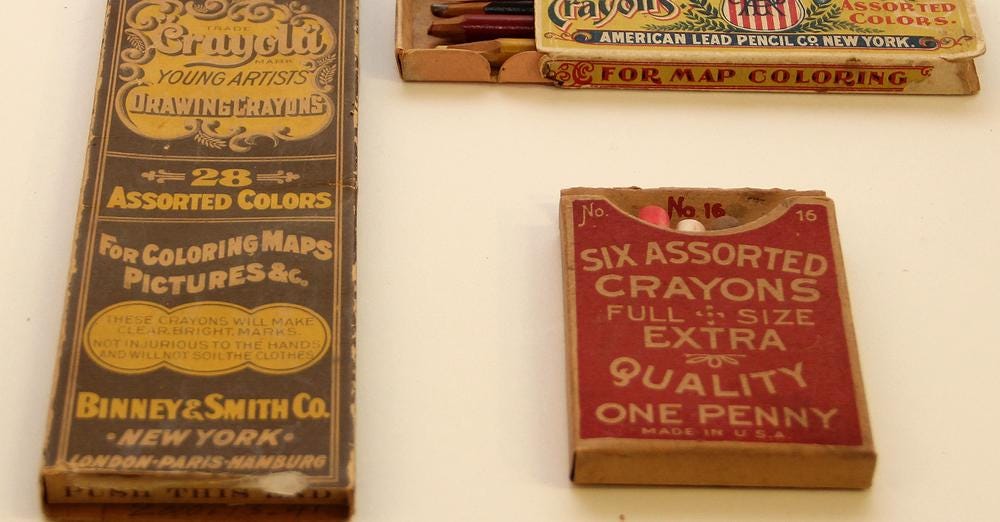 TRADE
Crayola
MARK
YOUNG ARTISTS
DRAWING CRAYONS
28
ASSORTED COLORS
FOR COLORING MAPS
PICTURES &c.
THESE CRAYONS WILL MAKE
CLEAR, BRIGHT, MARKS.
NOT INJURIOUS TO THE HANDS
AND WILL NOT SOIL THE CLOTHES
BINNEY & SMITH CO.
• NEW YORK •
LONDON-PARIS-HAMBURG
PUSH THIS END
Crayons
ASSORTED
COLORS.
AMERICAN LEAD PENCIL CO. NEW YORK.
FOR MAP COLORING
No. 16
No. 16
SIX ASSORTED
CRAYONS
FULL SIZE
EXTRA
QUALITY
ONE PENNY
MADE IN U.S.A.